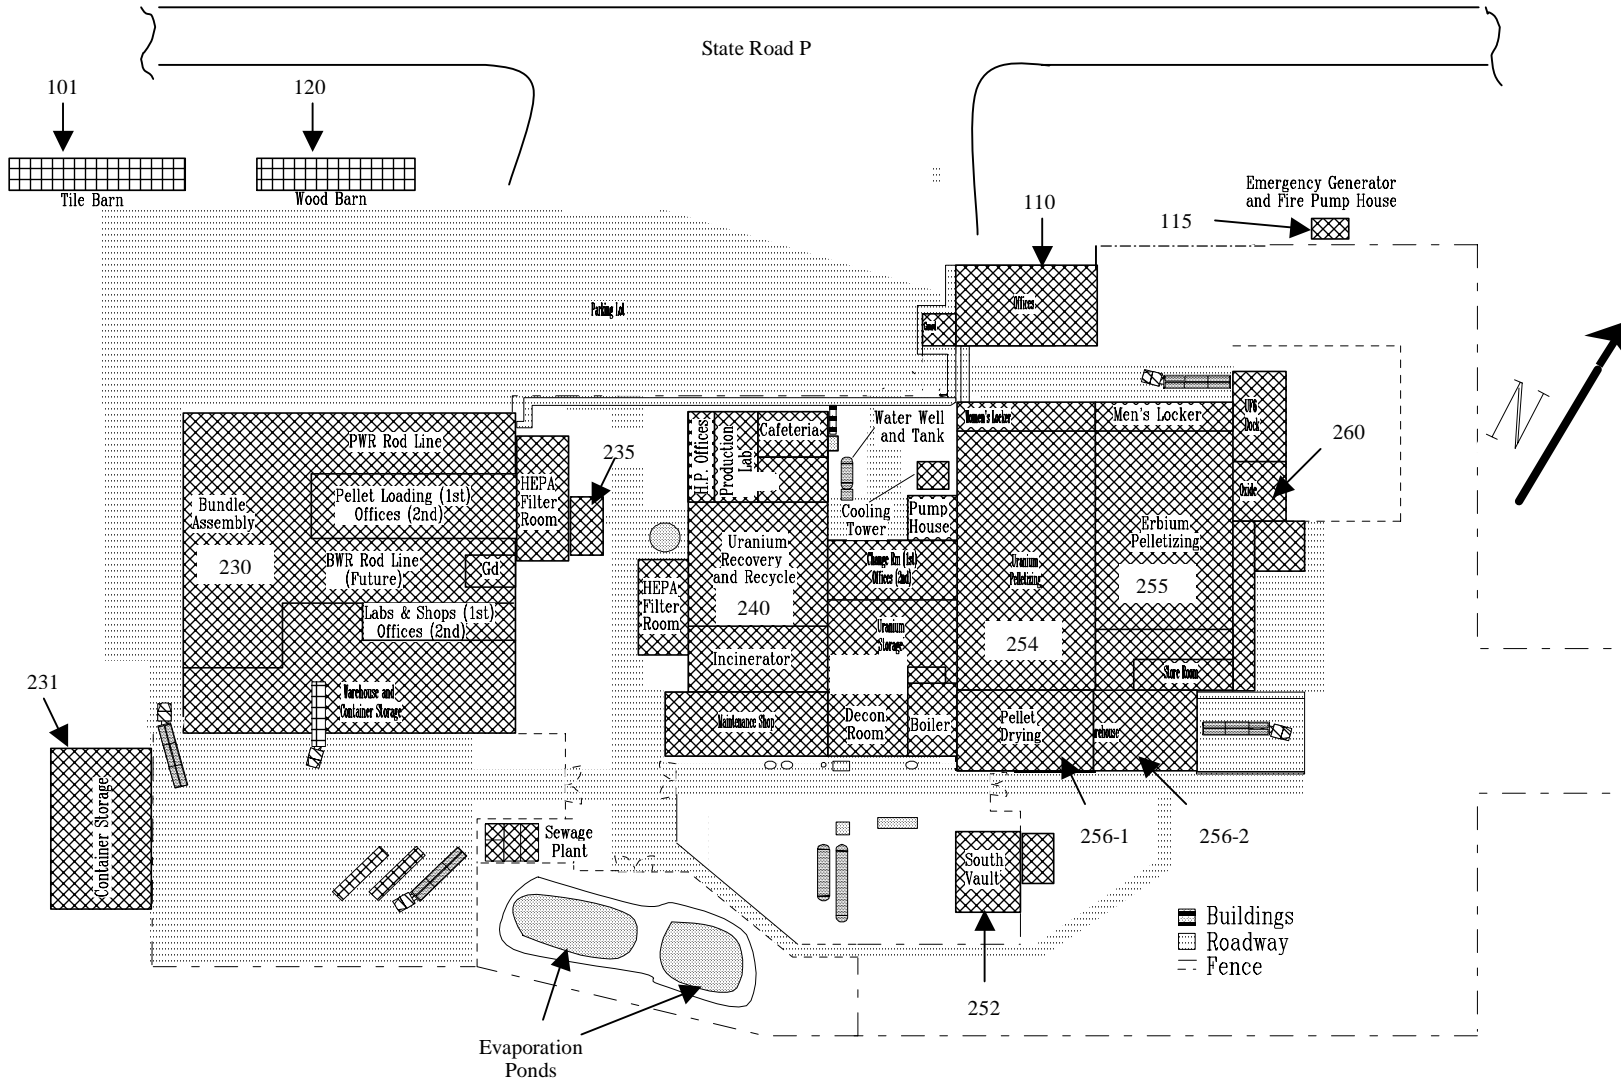 State Road P
101
120
Tile Barn
Wood Barn
110
115
Emergency Generator
and Fire Pump House
Parking Lot
Offices
Guard
N
PWR Rod Line
Pellet Loading (1st)
Offices (2nd)
Bundle
Assembly
230
BWR Rod Line
(Future)
Gd
Labs & Shops (1st)
Offices (2nd)
Warehouse and
Container Storage
HEPA
Filter
Room
235
231
Container Storage
H.P. Offices
Production
Lab
Cafeteria
Water Well
and Tank
Cooling
Tower
Pump
House
Uranium
Recovery
and Recycle
240
HEPA
Filter
Room
Incinerator
Maintenance Shop
Change Rm (1st)
Offices (2nd)
Uranium
Storage
Decon
Room
Boiler
Women's Locker
Men's Locker
UF6
Dock
260
Oxide
Uranium
Pelletizing
254
Erbium
Pelletizing
255
Store Room
Pellet
Drying
rehouse
256-1
256-2
Sewage
Plant
South
Vault
252
Evaporation
Ponds
Buildings
Roadway
Fence